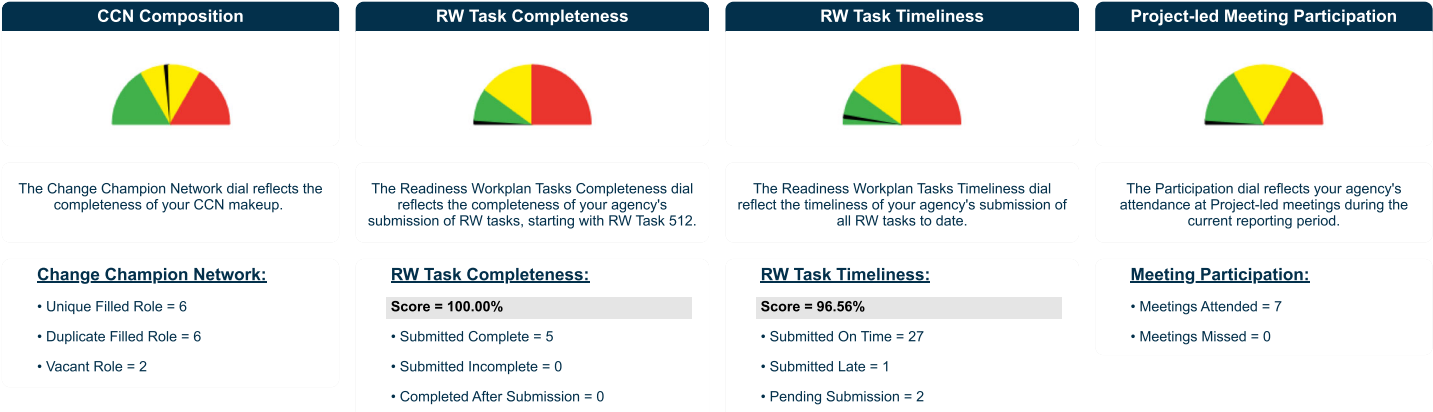 CCN Composition
The Change Champion Network dial reflects the
completeness of your CCN makeup.
Change Champion Network:
• Unique Filled Role = 6
• Duplicate Filled Role = 6
• Vacant Role = 2
RW Task Completeness
The Readiness Workplan Tasks Completeness dial
reflects the completeness of your agency's
submission of RW tasks, starting with RW Task 512.
RW Task Completeness:
Score = 100.00%
• Submitted Complete = 5
• Submitted Incomplete = 0
• Completed After Submission = 0
RW Task Timeliness
The Readiness Workplan Tasks Timeliness dial
reflect the timeliness of your agency's submission of
all RW tasks to date.
RW Task Timeliness:
Score = 96.56%
• Submitted On Time = 27
• Submitted Late = 1
• Pending Submission = 2
Project-led Meeting Participation
The Participation dial reflects your agency's
attendance at Project-led meetings during the
current reporting period.
Meeting Participation:
• Meetings Attended = 7
• Meetings Missed = 0